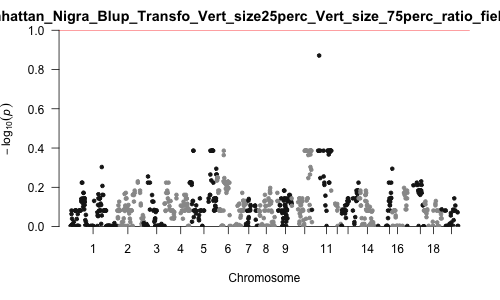 hattan_Nigra_Blup_Transfo_Vert_size25perc_Vert_size_75perc_ratio_fiel
1.0
0.8
0.6
0.4
0.2
0.0
− log10(p)
1 2 3 4 5 6 7 8 9 11 14 16 18
Chromosome